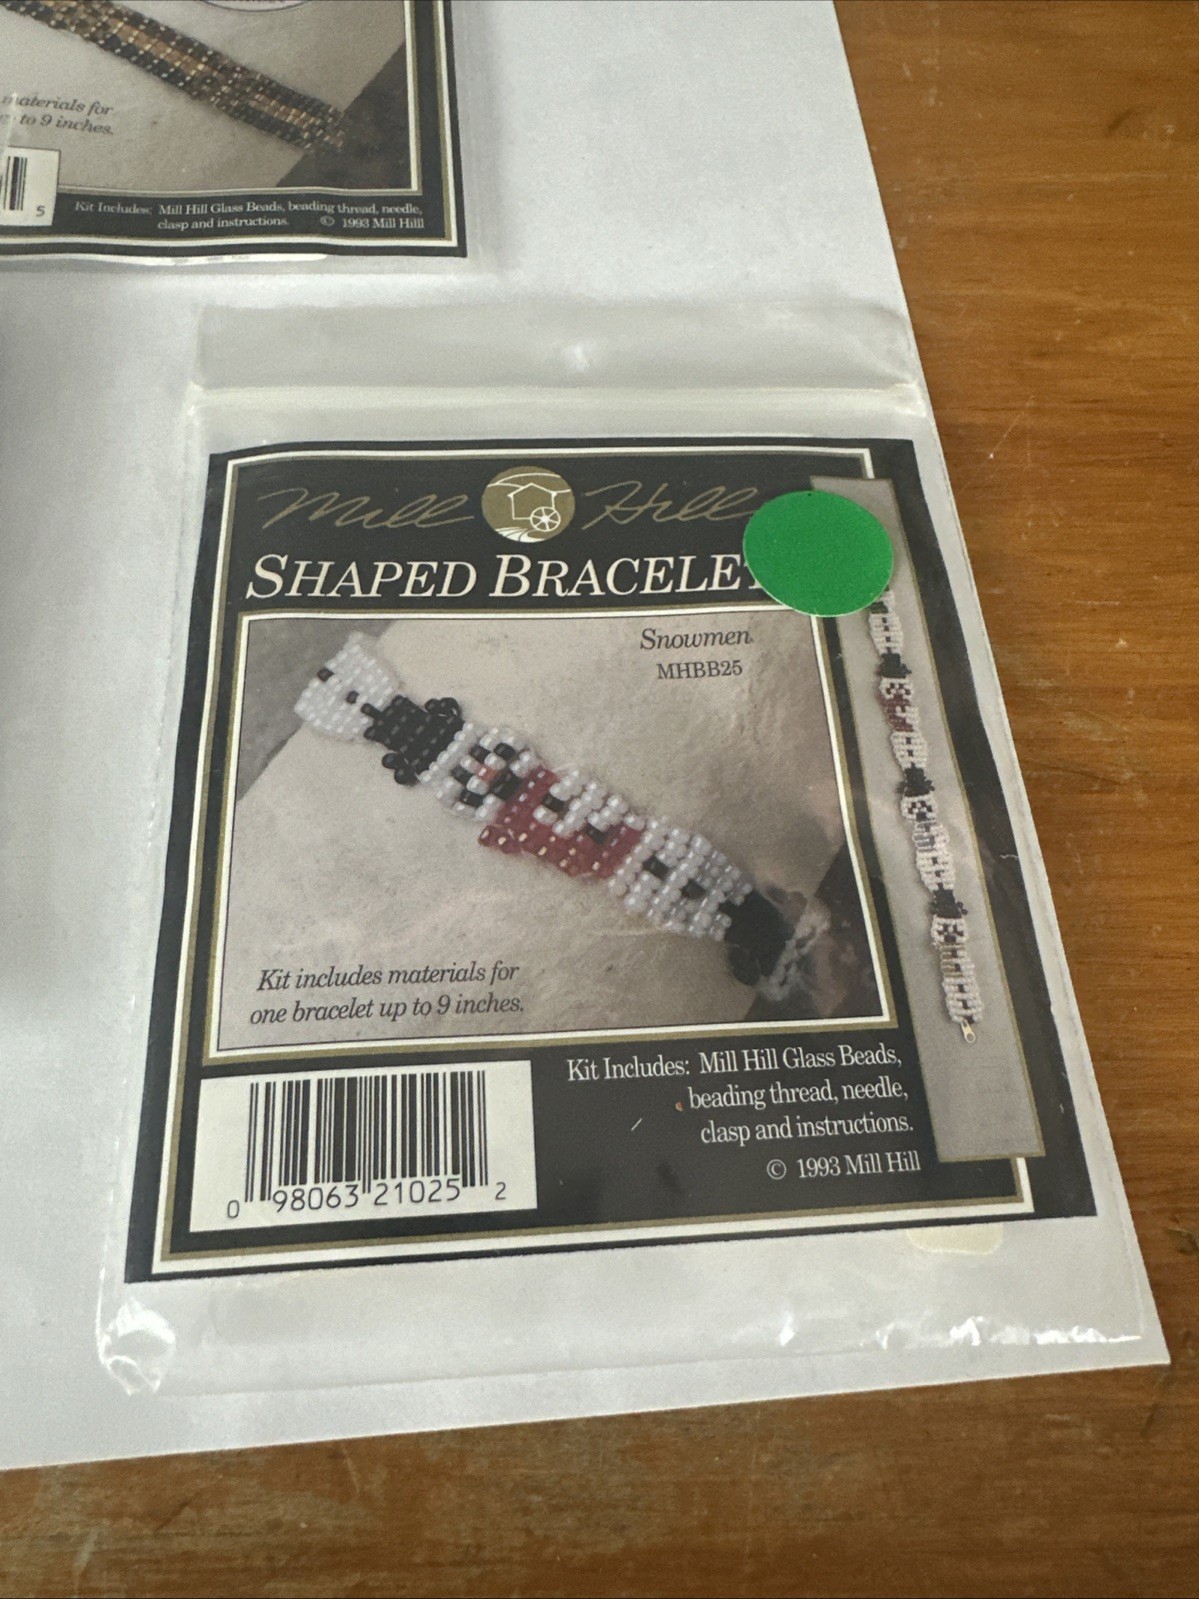 materials for
to 9 inches.
5
Kit Includes: Mill Hill Glass Beads, beading thread, needle,
clasp and instructions. © 1993 Mill Hill
Mill Hill
SHAPED BRACELET
Snowmen
MHBB25
Kit includes materials for
one bracelet up to 9 inches.
Kit Includes: Mill Hill Glass Beads,
beading thread, needle,
clasp and instructions.
© 1993 Mill Hill
0 98063 21025 2